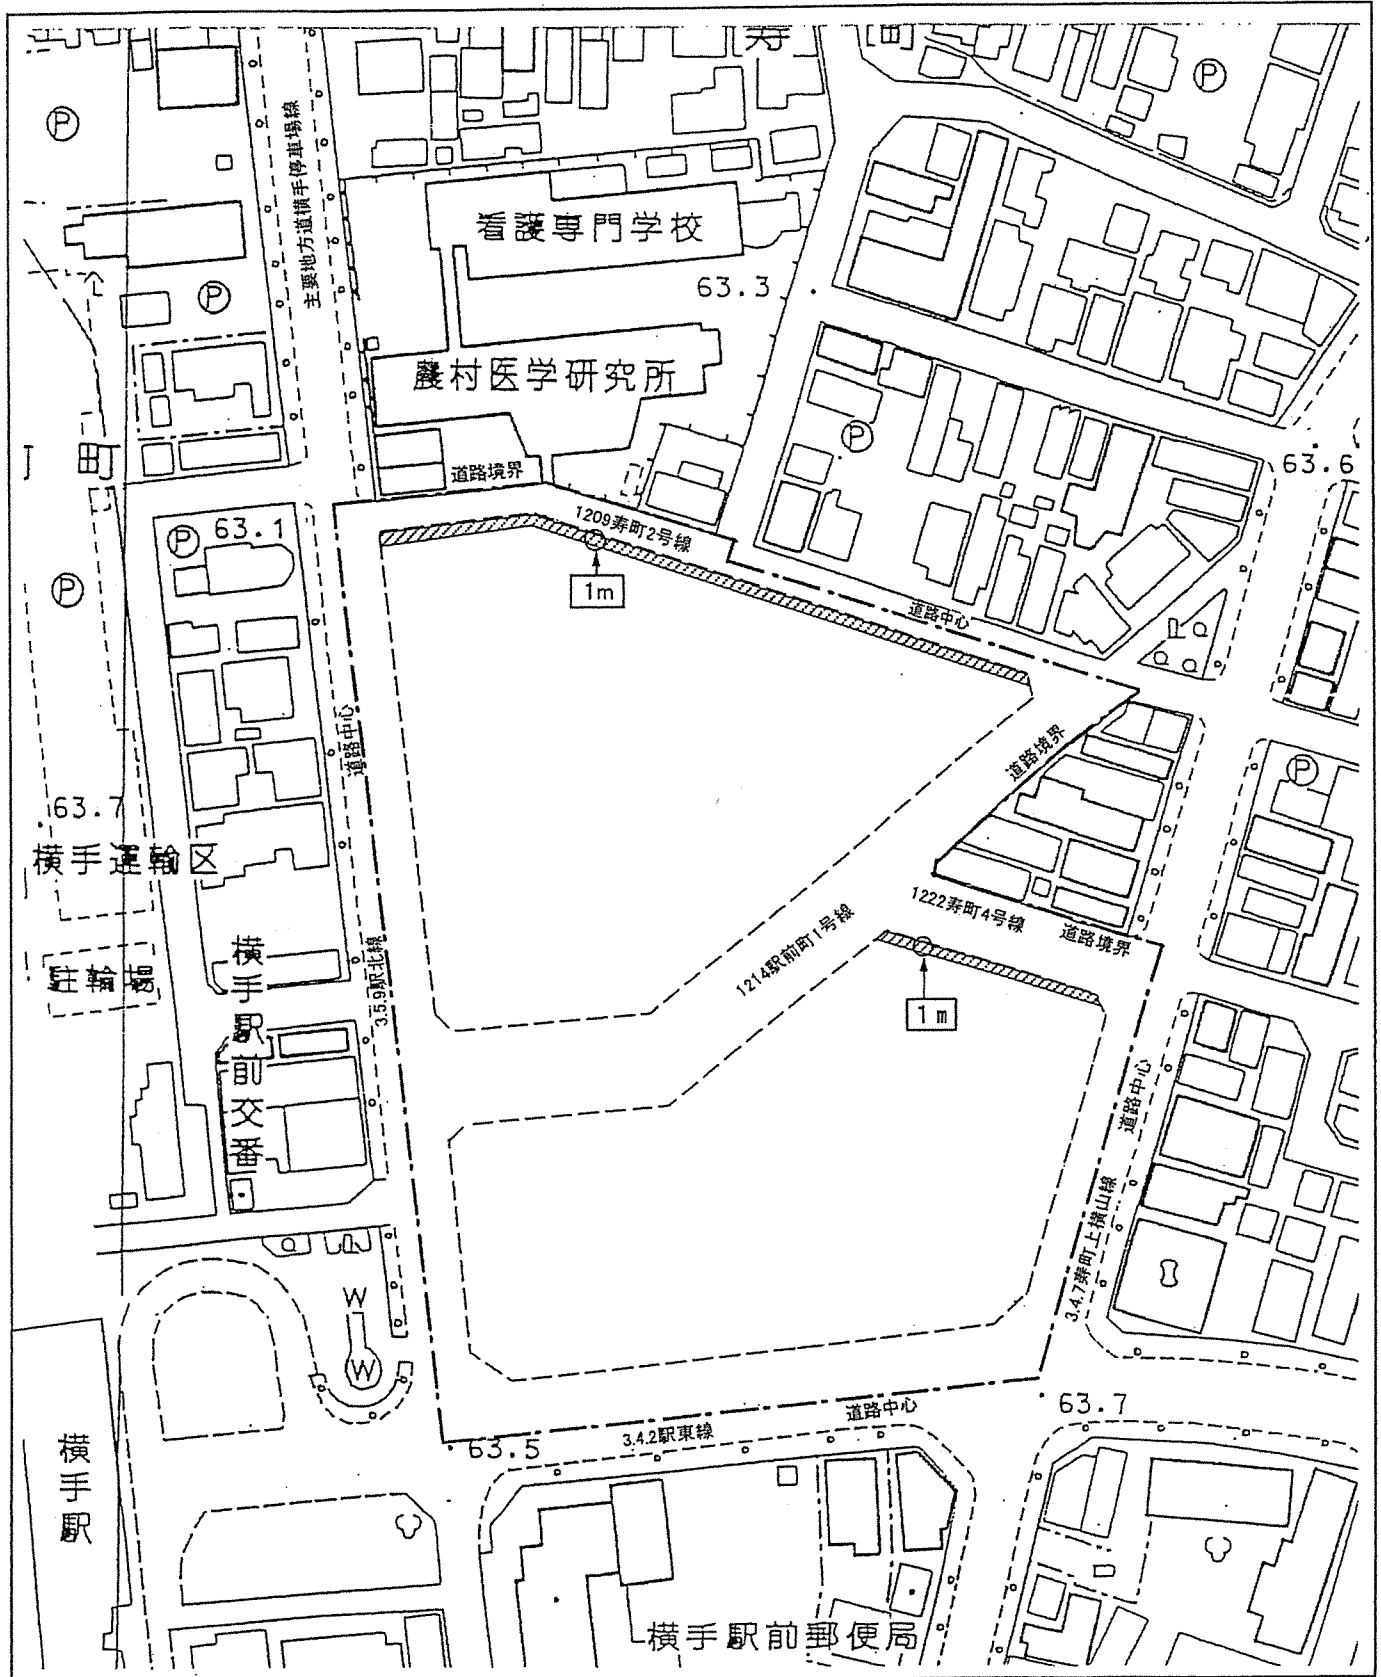 寿
町
Ⓟ
Ⓟ
主要地方道横手停車場線
看護専門学校
63.3
Ⓟ
農村医学研究所
Ⓟ
丁 町
道路境界
63.6
Ⓟ
63.1
1209寿町2号線
Ⓟ
1m
道路中心
道路中心
道路境界
Ⓟ
63.7
横手運輸区
1222寿町4号線
道路境界
1214駅前町1号線
駐輪場
横手駅前交番
3.5.9駅北線
1m
道路中心
3.4.7寿町上横山線
W
W
63.7
道路中心
3.4.2駅東線
63.5
横手駅
横手駅前郵便局